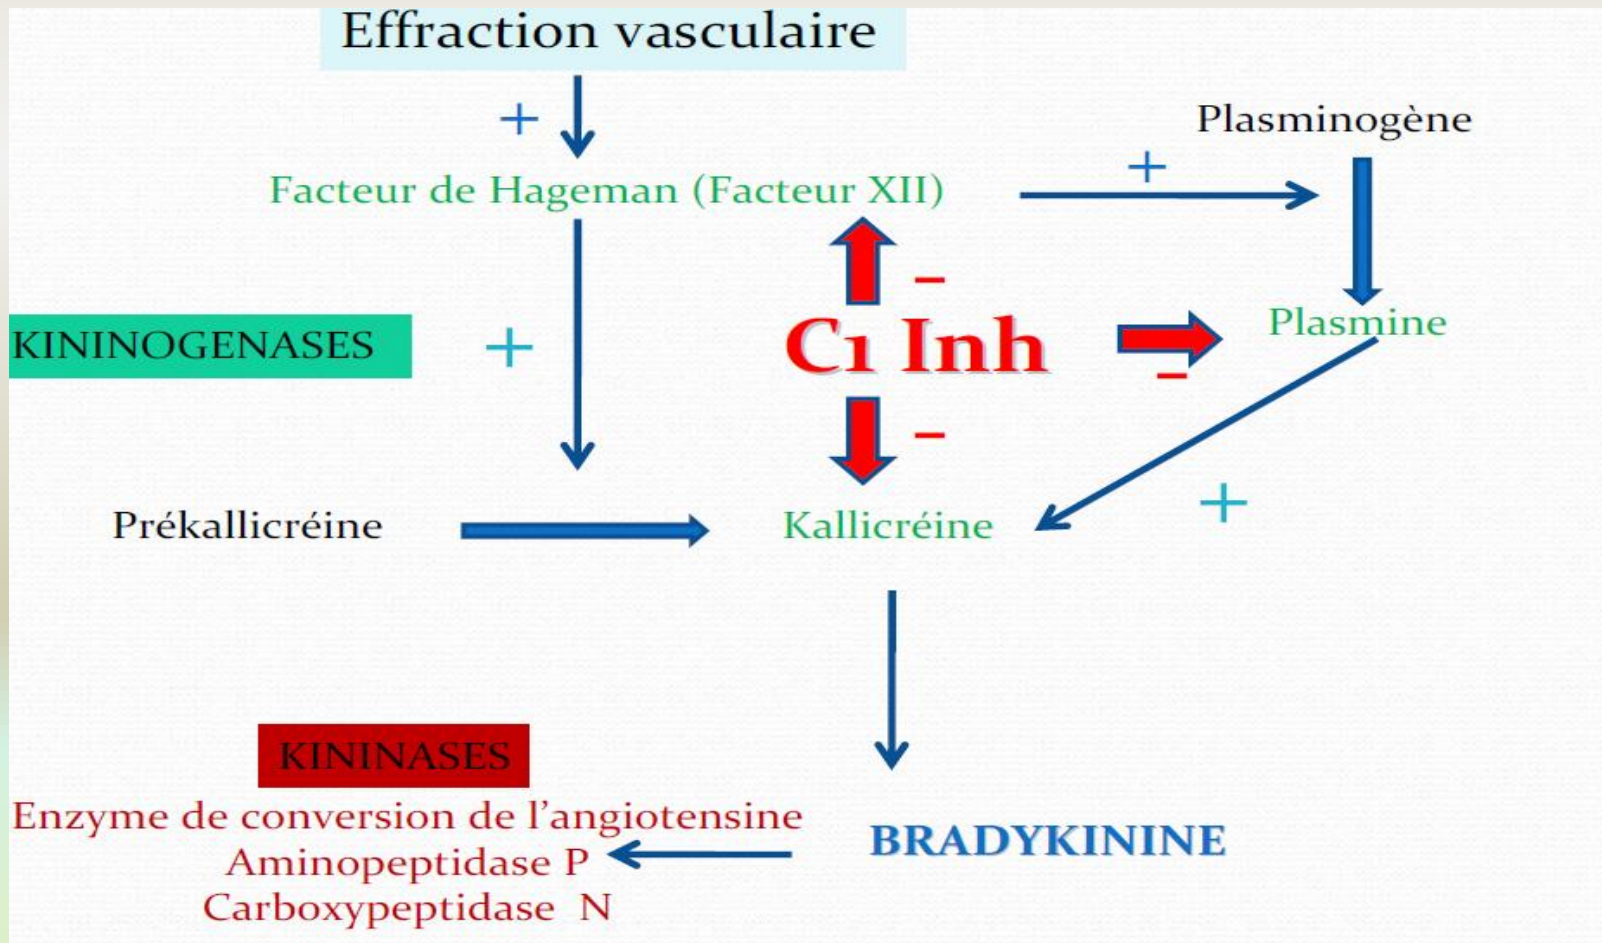 Effraction vasculaire
+
Plasminogène
+
Facteur de Hageman (Facteur XII)
–
KININOGENASES
+
C1 Inh
–
Plasmine
–
+
Prékallicréine
Kallicréine
KININASES
Enzyme de conversion de l’angiotensine
Aminopeptidase P
Carboxypeptidase N
BRADYKININE